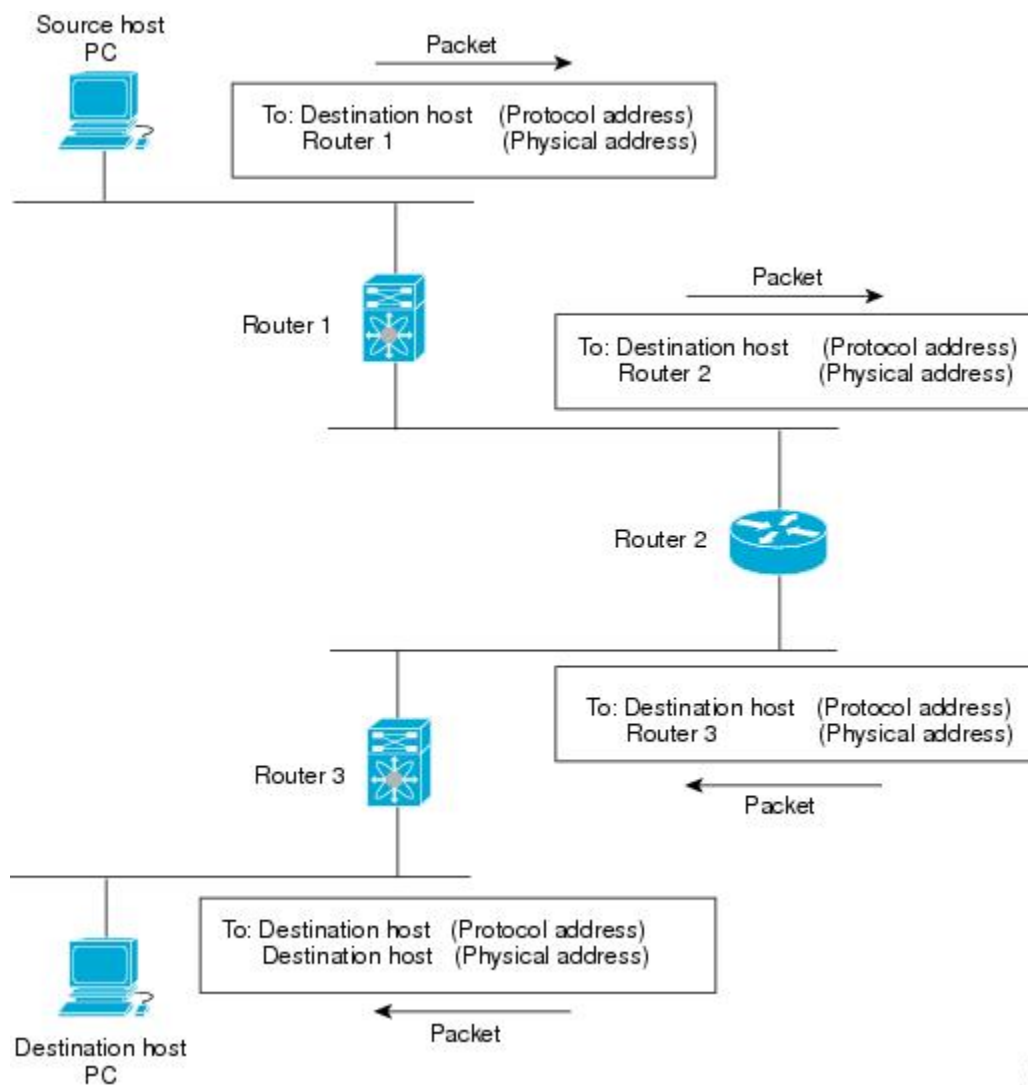 Source host
PC
Packet
To: Destination host (Protocol address)
Router 1 (Physical address)
Router 1
Packet
To: Destination host (Protocol address)
Router 2 (Physical address)
Router 2
To: Destination host (Protocol address)
Router 3 (Physical address)
Router 3
Packet
To: Destination host (Protocol address)
Destination host (Physical address)
Packet
Destination host
PC